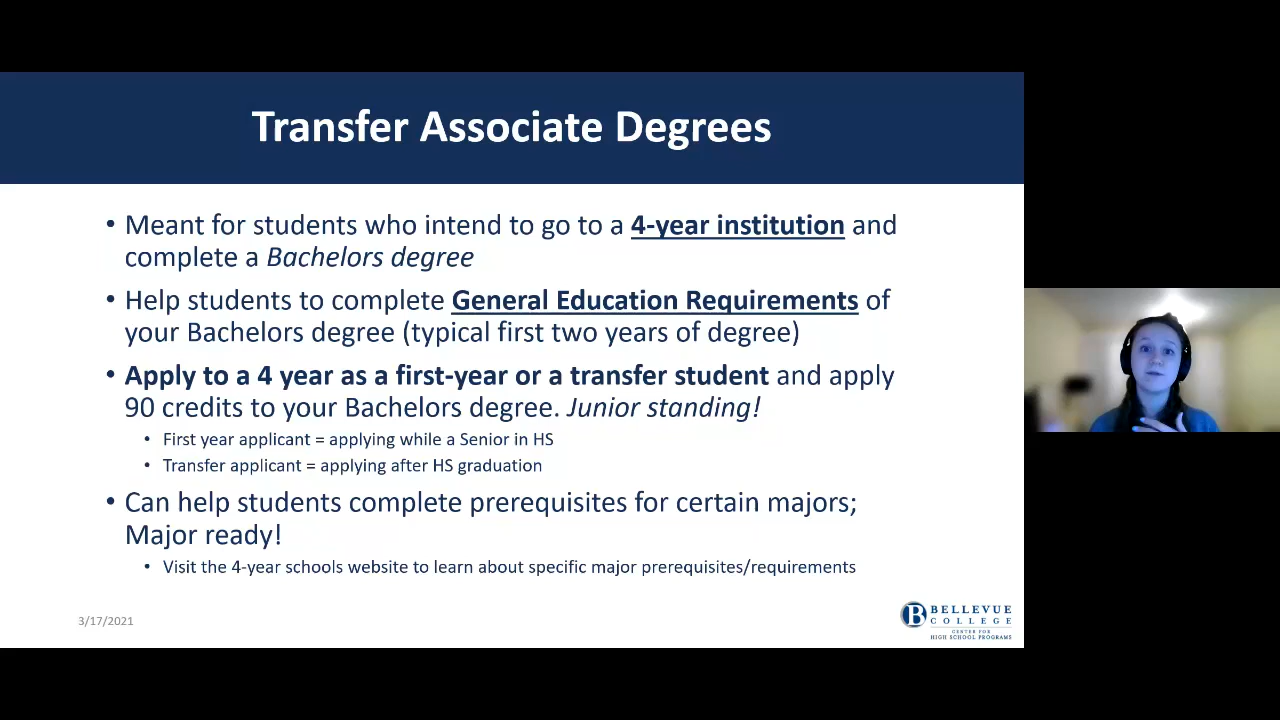 Transfer Associate Degrees
• Meant for students who intend to go to a 4-year institution and
complete a Bachelors degree
• Help students to complete General Education Requirements of
your Bachelors degree (typical first two years of degree)
• Apply to a 4 year as a first-year or a transfer student and apply
90 credits to your Bachelors degree. Junior standing!
• First year applicant = applying while a Senior in HS
• Transfer applicant = applying after HS graduation
• Can help students complete prerequisites for certain majors;
Major ready!
• Visit the 4-year schools website to learn about specific major prerequisites/requirements
3/17/2021
B BELLEVUE
COLLEGE
CENTER FOR
HIGH SCHOOL PROGRAMS